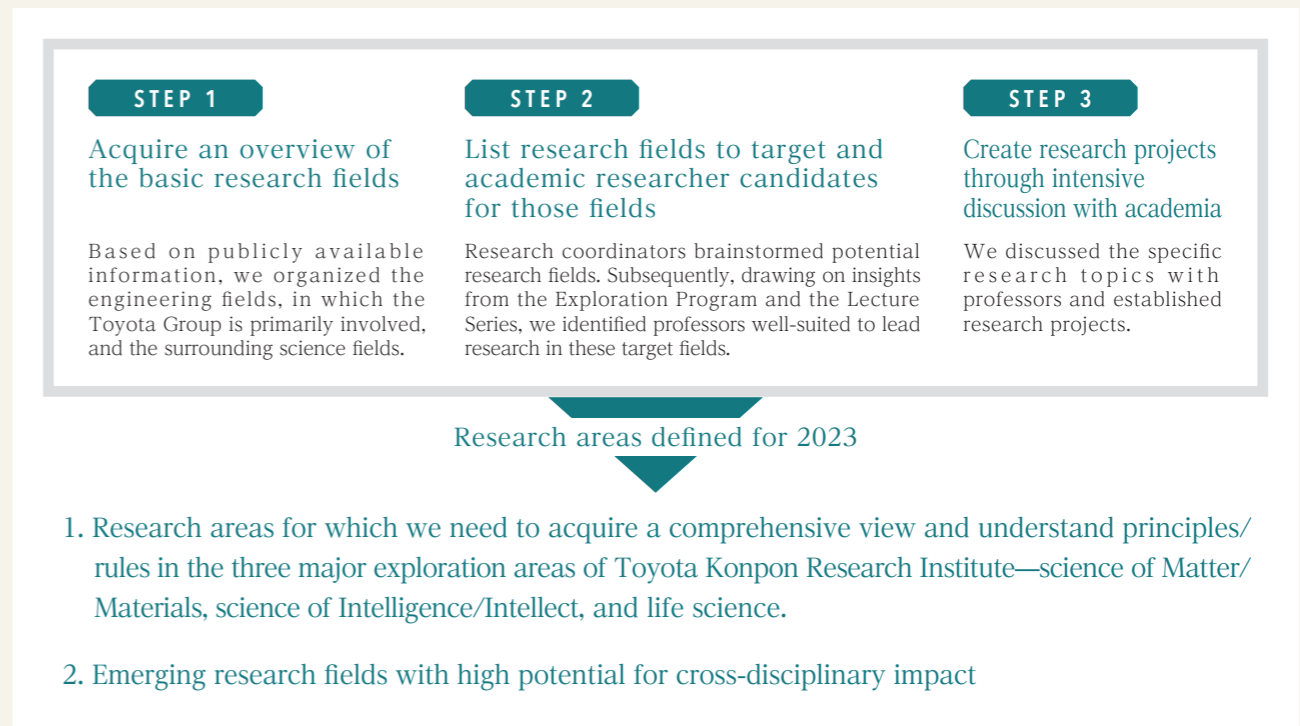 STEP 1
Acquire an overview of
the basic research fields
Based on publicly available
information, we organized the
engineering fields, in which the
Toyota Group is primarily involved,
and the surrounding science fields.
STEP 2
List research fields to target and
academic researcher candidates
for those fields
Research coordinators brainstormed potential
research fields. Subsequently, drawing on insights
from the Exploration Program and the Lecture
Series, we identified professors well-suited to lead
research in these target fields.
STEP 3
Create research projects
through intensive
discussion with academia
We discussed the specific
research topics with
professors and established
research projects.
Research areas defined for 2023
1. Research areas for which we need to acquire a comprehensive view and understand principles/
rules in the three major exploration areas of Toyota Konpon Research Institute—science of Matter/
Materials, science of Intelligence/Intellect, and life science.
2. Emerging research fields with high potential for cross-disciplinary impact